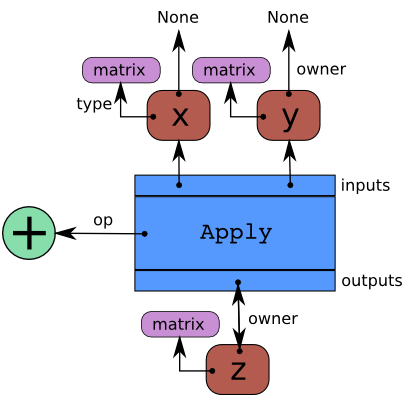 None
None
matrix
matrix
owner
type
x
y
inputs
op
+
Apply
outputs
owner
matrix
z